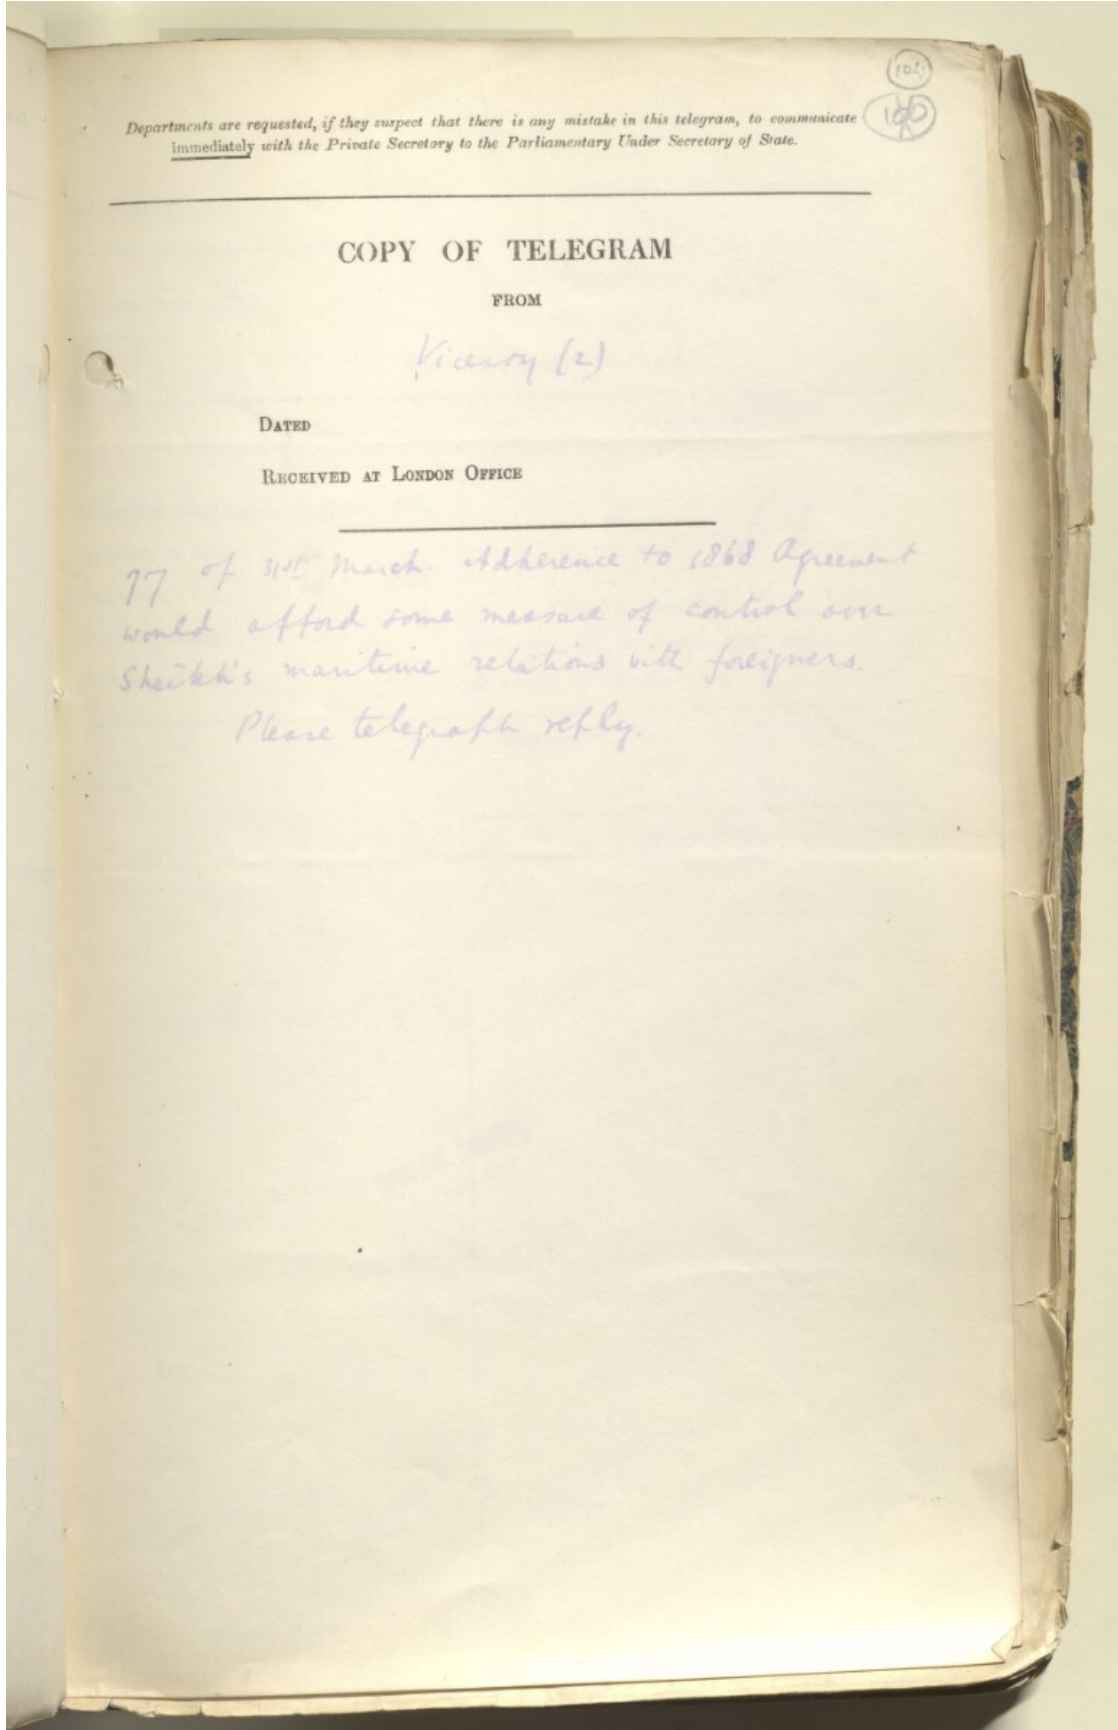 Departments are requested, if they suspect that there is any mistake in this telegram, to communicate
immediately with the Private Secretary to the Parliamentary Under Secretary of State.
COPY OF TELEGRAM
FROM
Viceroy (2)
DATED
RECEIVED AT LONDON OFFICE
97 of 31st March. Adherence to 1868 Agreement
would afford some measure of control over
Sheikh's maritime relations with foreigners.
Please telegraph reply.